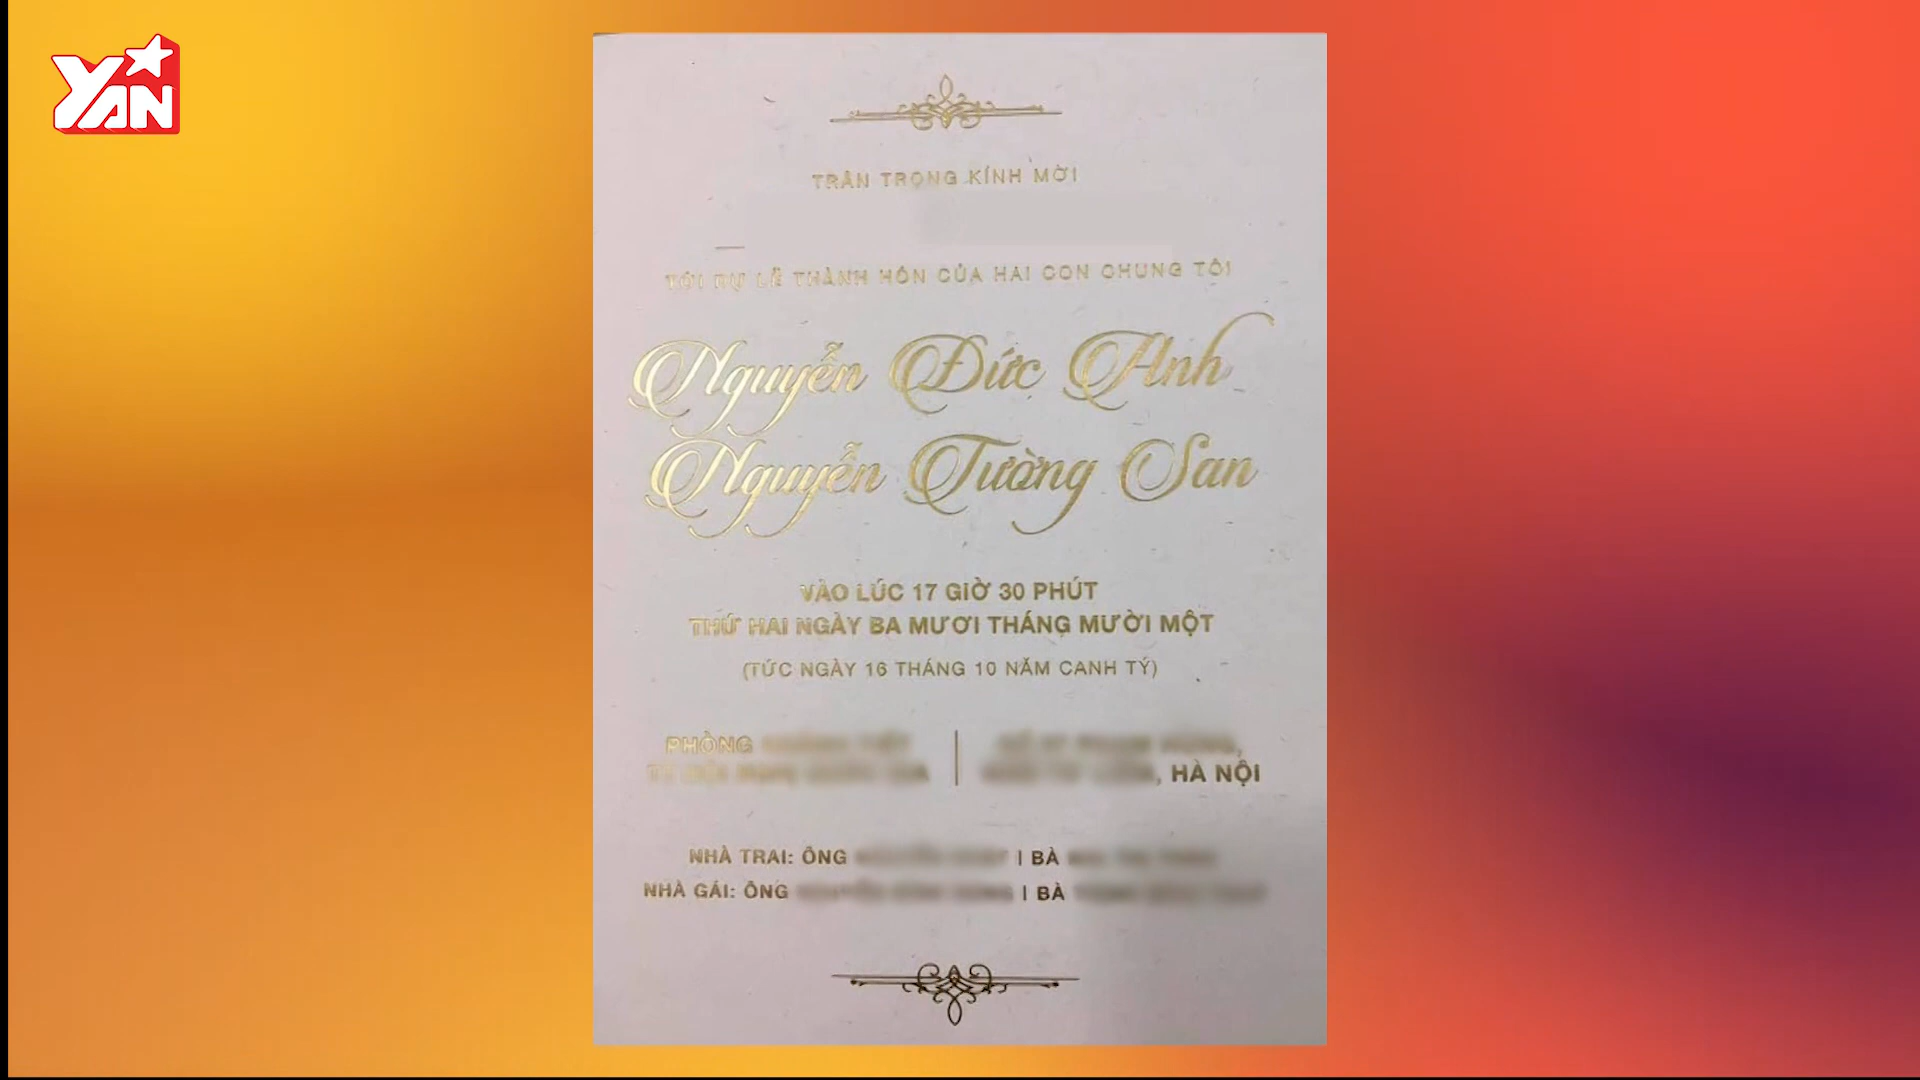 YAN
TRÂN TRỌNG KÍNH MỜI
TỚI DỰ LỄ THÀNH HÔN CỦA HAI CON CHÚNG TÔI
Nguyễn Đức Anh
Nguyễn Tường San
VÀO LÚC 17 GIỜ 30 PHÚT
THỨ HAI NGÀY BA MƯƠI THÁNG MƯỜI MỘT
(TỨC NGÀY 16 THÁNG 10 NĂM CANH TÝ)
PHÒNG
HÀ NỘI
NHÀ TRAI: ÔNG | BÀ
NHÀ GÁI: ÔNG | BÀ